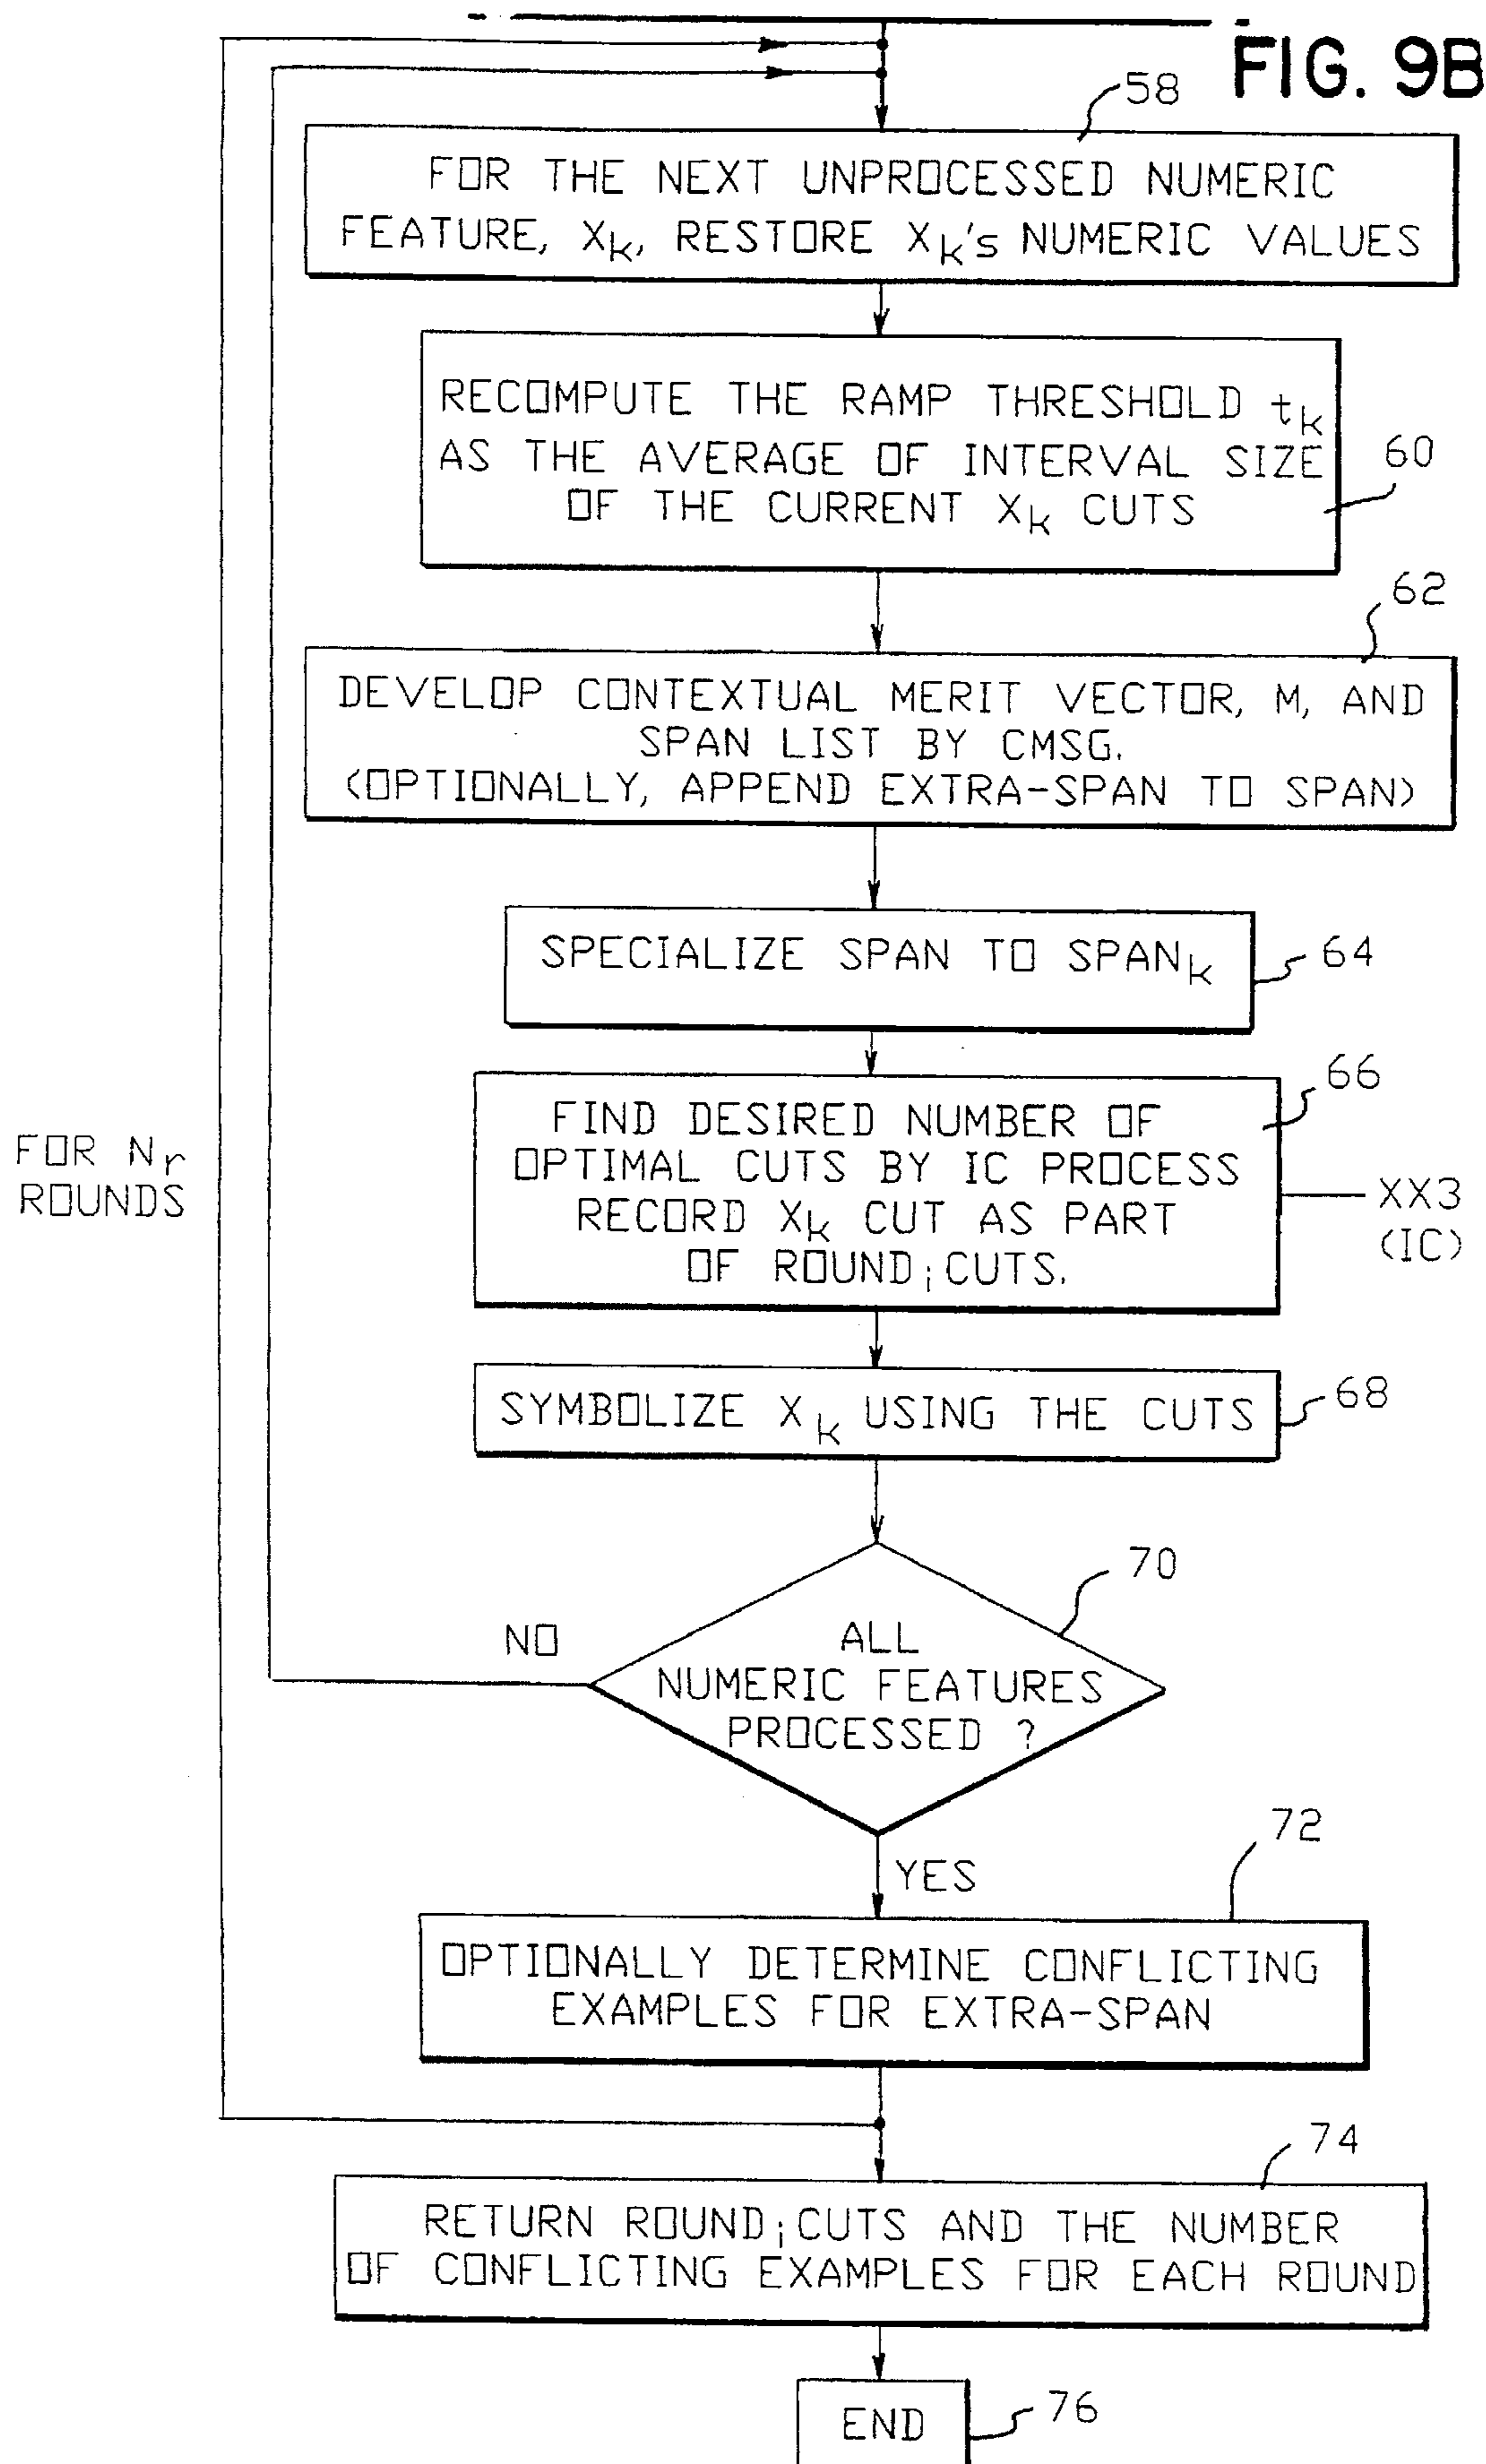 FIG. 9B
58
FOR THE NEXT UNPROCESSED NUMERIC
FEATURE, Xk, RESTORE Xk's NUMERIC VALUES
RECOMPUTE THE RAMP THRESHOLD tk
AS THE AVERAGE OF INTERVAL SIZE
OF THE CURRENT Xk CUTS
60
62
DEVELOP CONTEXTUAL MERIT VECTOR, M, AND
SPAN LIST BY CMSG.
(OPTIONALLY, APPEND EXTRA-SPAN TO SPAN)
SPECIALIZE SPAN TO SPANk
64
66
FIND DESIRED NUMBER OF
OPTIMAL CUTS BY IC PROCESS
RECORD Xk CUT AS PART
OF ROUNDiCUTS.
XX3
(IC)
FOR Nr
ROUNDS
SYMBOLIZE Xk USING THE CUTS
68
70
NO
ALL
NUMERIC FEATURES
PROCESSED ?
YES
72
OPTIONALLY DETERMINE CONFLICTING
EXAMPLES FOR EXTRA-SPAN
74
RETURN ROUNDiCUTS AND THE NUMBER
OF CONFLICTING EXAMPLES FOR EACH ROUND
END
76